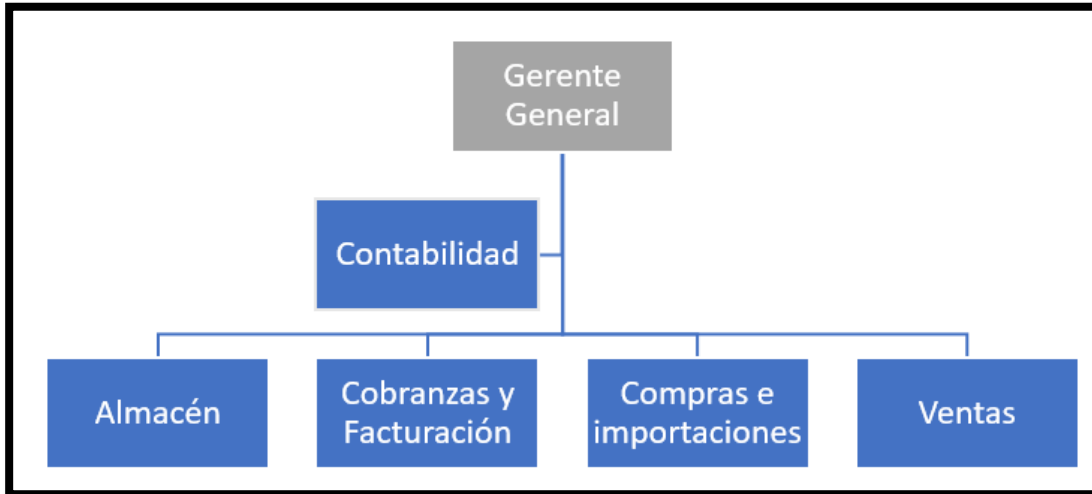 Gerente
General
Contabilidad
Almacén
Cobranzas y
Facturación
Compras e
importaciones
Ventas